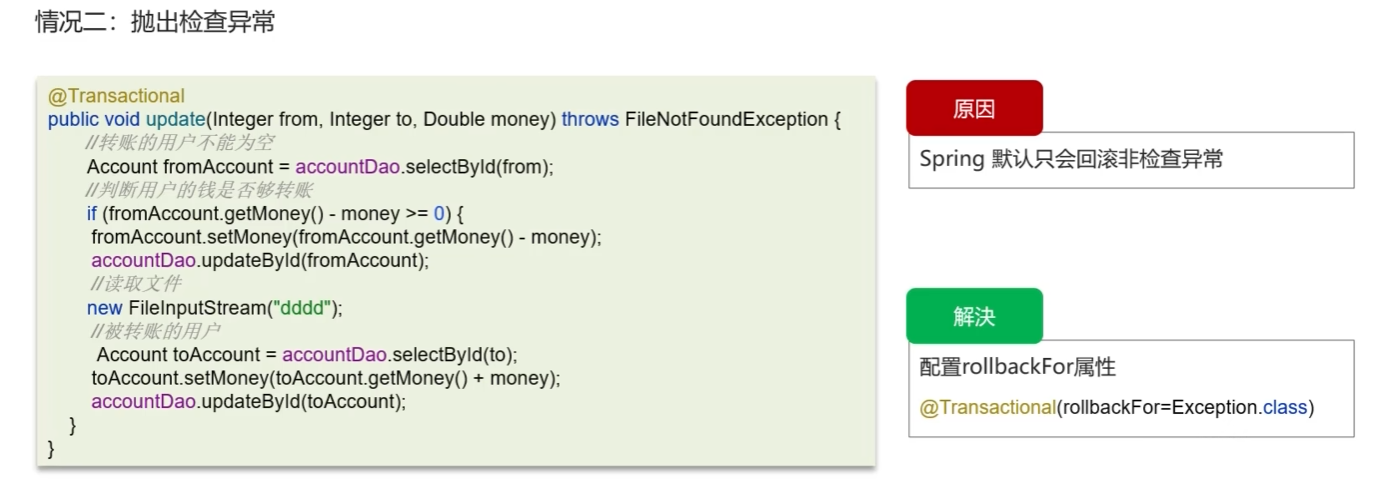 情况二：抛出检查异常
@Transactional
public void update(Integer from, Integer to, Double money) throws FileNotFoundException {
//转账的用户不能为空
Account fromAccount = accountDao.selectById(from);
//判断用户的钱是否够转账
if (fromAccount.getMoney() - money >= 0) {
fromAccount.setMoney(fromAccount.getMoney() - money);
accountDao.updateById(fromAccount);
//读取文件
new FileInputStream("dddd");
//被转账的用户
Account toAccount = accountDao.selectById(to);
toAccount.setMoney(toAccount.getMoney() + money);
accountDao.updateById(toAccount);
}
}
原因
Spring 默认只会回滚非检查异常
解决
配置rollbackFor属性
@Transactional(rollbackFor=Exception.class)